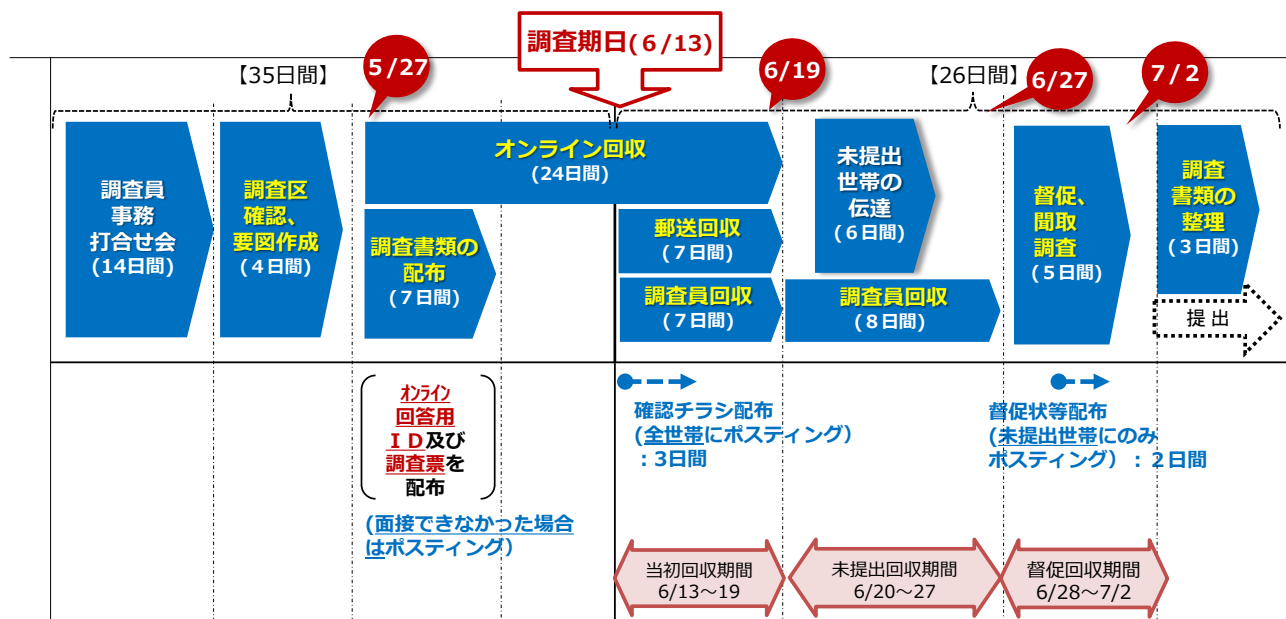 調査期日(6/13)
【35日間】
5/27
6/19
【26日間】
6/27
7/2
調査員
事務
打合せ会
(14日間)
調査区
確認、
要図作成
(4日間)
オンライン回収
(24日間)
調査書類の
配布
(7日間)
郵送回収
(7日間)
調査員回収
(7日間)
未提出
世帯の
伝達
(6日間)
調査員回収
(8日間)
督促、
聞取
調査
(5日間)
調査
書類の
整理
(3日間)
提 出
オンライン
回答用
ID及び
調査票を
配布
(面接できなかった場合
はポスティング)
確認チラシ配布
(全世帯にポスティング)
:3日間
督促状等配布
(未提出世帯にのみ
ポスティング):2日間
当初回収期間
6/13~19
未提出回収期間
6/20~27
督促回収期間
6/28~7/2